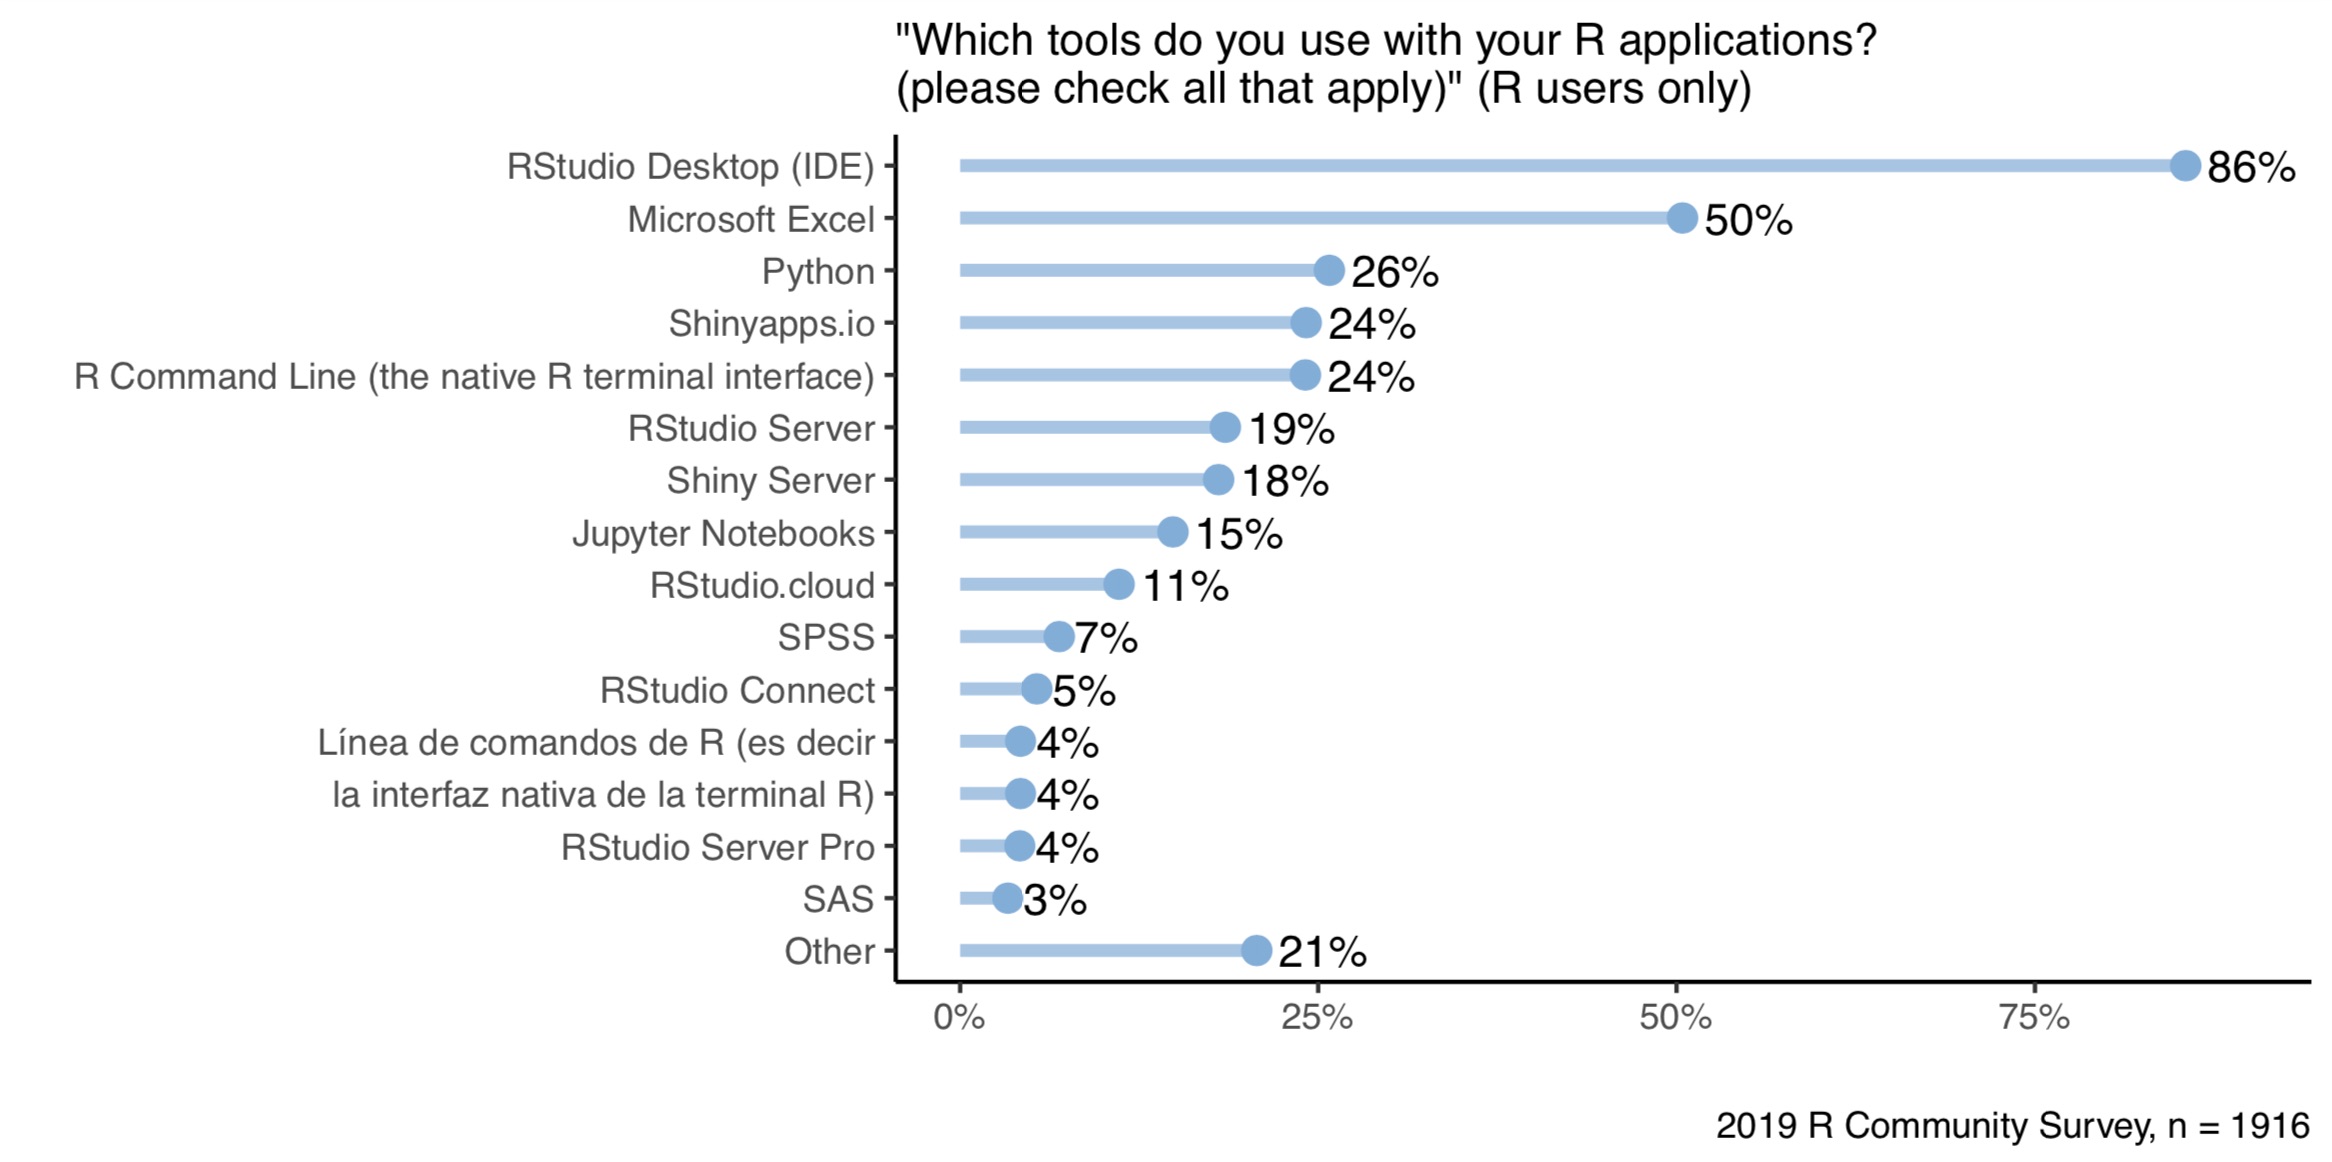 "Which tools do you use with your R applications?
(please check all that apply)" (R users only)
RStudio Desktop (IDE) 86%
Microsoft Excel 50%
Python 26%
Shinyapps.io 24%
R Command Line (the native R terminal interface) 24%
RStudio Server 19%
Shiny Server 18%
Jupyter Notebooks 15%
RStudio.cloud 11%
SPSS 7%
RStudio Connect 5%
Línea de comandos de R (es decir 4%
la interfaz nativa de la terminal R) 4%
RStudio Server Pro 4%
SAS 3%
Other 21%
0% 25% 50% 75%
2019 R Community Survey, n = 1916